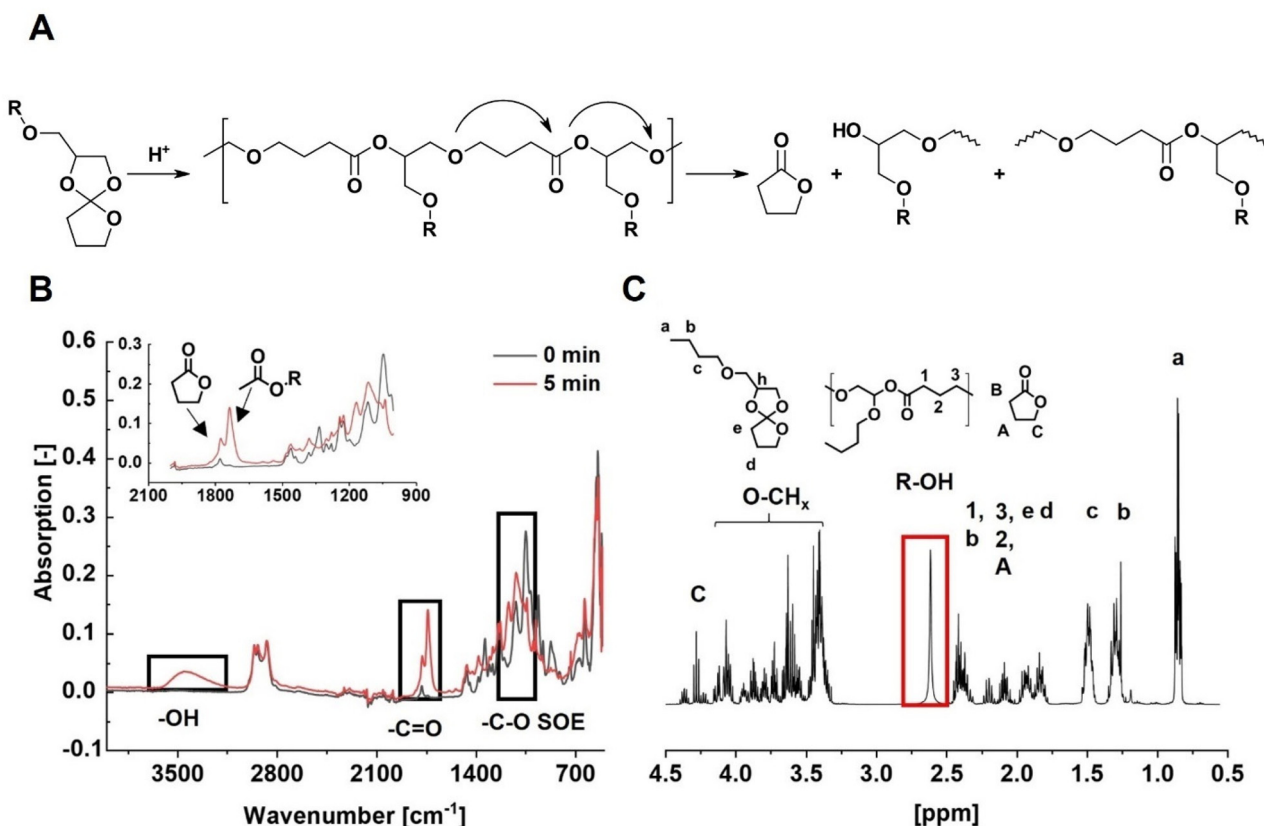 A
R
O
O
O
O
H+
O
O
O
O
R
O
O
O
O
O
R
O
O
+
HO
O
O
R
+
O
O
O
O
R
B
0.6
0.5
0.4
0.3
0.2
0.1
0.0
-0.1
Absorption [-]
0.3
0.2
0.1
0.0
2100 1800 1500 1200 900
O
O
O
O-R
0 min
5 min
-OH
-C=O
-C-O SOE
3500 2800 2100 1400 700
Wavenumber [cm-1]
C
a
b
c
O
h
O
O
O
e
d
O
O
O
O
1
2
3
B
O
O
A
C
O-CHx
R-OH
C
1, 3, e d
b 2,
A
c
b
a
4.5 4.0 3.5 3.0 2.5 2.0 1.5 1.0 0.5
[ppm]